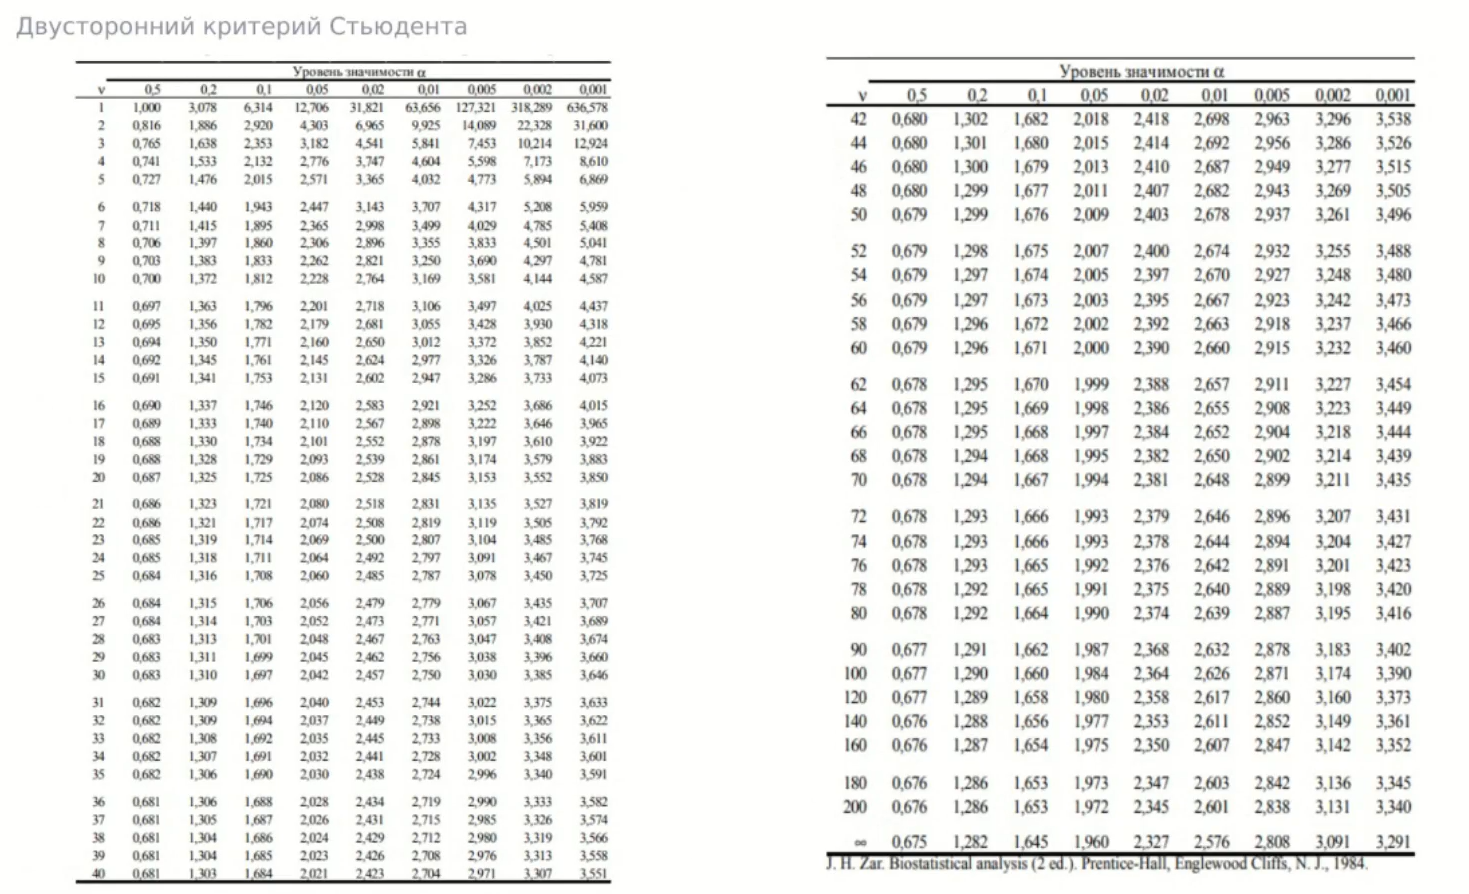 Двусторонний критерий Стьюдента
Уровень значимости α
ν 0,5 0,2 0,1 0,05 0,02 0,01 0,005 0,002 0,001
1 1,000 3,078 6,314 12,706 31,821 63,656 127,321 318,289 636,578
2 0,816 1,886 2,920 4,303 6,965 9,925 14,089 22,328 31,600
3 0,765 1,638 2,353 3,182 4,541 5,841 7,453 10,214 12,924
4 0,741 1,533 2,132 2,776 3,747 4,604 5,598 7,173 8,610
5 0,727 1,476 2,015 2,571 3,365 4,032 4,773 5,894 6,869
6 0,718 1,440 1,943 2,447 3,143 3,707 4,317 5,208 5,959
7 0,711 1,415 1,895 2,365 2,998 3,499 4,029 4,785 5,408
8 0,706 1,397 1,860 2,306 2,896 3,355 3,833 4,501 5,041
9 0,703 1,383 1,833 2,262 2,821 3,250 3,690 4,297 4,781
10 0,700 1,372 1,812 2,228 2,764 3,169 3,581 4,144 4,587
11 0,697 1,363 1,796 2,201 2,718 3,106 3,497 4,025 4,437
12 0,695 1,356 1,782 2,179 2,681 3,055 3,428 3,930 4,318
13 0,694 1,350 1,771 2,160 2,650 3,012 3,372 3,852 4,221
14 0,692 1,345 1,761 2,145 2,624 2,977 3,326 3,787 4,140
15 0,691 1,341 1,753 2,131 2,602 2,947 3,286 3,733 4,073
16 0,690 1,337 1,746 2,120 2,583 2,921 3,252 3,686 4,015
17 0,689 1,333 1,740 2,110 2,567 2,898 3,222 3,646 3,965
18 0,688 1,330 1,734 2,101 2,552 2,878 3,197 3,610 3,922
19 0,688 1,328 1,729 2,093 2,539 2,861 3,174 3,579 3,883
20 0,687 1,325 1,725 2,086 2,528 2,845 3,153 3,552 3,850
21 0,686 1,323 1,721 2,080 2,518 2,831 3,135 3,527 3,819
22 0,686 1,321 1,717 2,074 2,508 2,819 3,119 3,505 3,792
23 0,685 1,319 1,714 2,069 2,500 2,807 3,104 3,485 3,768
24 0,685 1,318 1,711 2,064 2,492 2,797 3,091 3,467 3,745
25 0,684 1,316 1,708 2,060 2,485 2,787 3,078 3,450 3,725
26 0,684 1,315 1,706 2,056 2,479 2,779 3,067 3,435 3,707
27 0,684 1,314 1,703 2,052 2,473 2,771 3,057 3,421 3,689
28 0,683 1,313 1,701 2,048 2,467 2,763 3,047 3,408 3,674
29 0,683 1,311 1,699 2,045 2,462 2,756 3,038 3,396 3,660
30 0,683 1,310 1,697 2,042 2,457 2,750 3,030 3,385 3,646
31 0,682 1,309 1,696 2,040 2,453 2,744 3,022 3,375 3,633
32 0,682 1,309 1,694 2,037 2,449 2,738 3,015 3,365 3,622
33 0,682 1,308 1,692 2,035 2,445 2,733 3,008 3,356 3,611
34 0,682 1,307 1,691 2,032 2,441 2,728 3,002 3,348 3,601
35 0,682 1,306 1,690 2,030 2,438 2,724 2,996 3,340 3,591
36 0,681 1,306 1,688 2,028 2,434 2,719 2,990 3,333 3,582
37 0,681 1,305 1,687 2,026 2,431 2,715 2,985 3,326 3,574
38 0,681 1,304 1,686 2,024 2,429 2,712 2,980 3,319 3,566
39 0,681 1,304 1,685 2,023 2,426 2,708 2,976 3,313 3,558
40 0,681 1,303 1,684 2,021 2,423 2,704 2,971 3,307 3,551
Уровень значимости α
ν 0,5 0,2 0,1 0,05 0,02 0,01 0,005 0,002 0,001
42 0,680 1,302 1,682 2,018 2,418 2,698 2,963 3,296 3,538
44 0,680 1,301 1,680 2,015 2,414 2,692 2,956 3,286 3,526
46 0,680 1,300 1,679 2,013 2,410 2,687 2,949 3,277 3,515
48 0,680 1,299 1,677 2,011 2,407 2,682 2,943 3,269 3,505
50 0,679 1,299 1,676 2,009 2,403 2,678 2,937 3,261 3,496
52 0,679 1,298 1,675 2,007 2,400 2,674 2,932 3,255 3,488
54 0,679 1,297 1,674 2,005 2,397 2,670 2,927 3,248 3,480
56 0,679 1,297 1,673 2,003 2,395 2,667 2,923 3,242 3,473
58 0,679 1,296 1,672 2,002 2,392 2,663 2,918 3,237 3,466
60 0,679 1,296 1,671 2,000 2,390 2,660 2,915 3,232 3,460
62 0,678 1,295 1,670 1,999 2,388 2,657 2,911 3,227 3,454
64 0,678 1,295 1,669 1,998 2,386 2,655 2,908 3,223 3,449
66 0,678 1,295 1,668 1,997 2,384 2,652 2,904 3,218 3,444
68 0,678 1,294 1,668 1,995 2,382 2,650 2,902 3,214 3,439
70 0,678 1,294 1,667 1,994 2,381 2,648 2,899 3,211 3,435
72 0,678 1,293 1,666 1,993 2,379 2,646 2,896 3,207 3,431
74 0,678 1,293 1,666 1,993 2,378 2,644 2,894 3,204 3,427
76 0,678 1,293 1,665 1,992 2,376 2,642 2,891 3,201 3,423
78 0,678 1,292 1,665 1,991 2,375 2,640 2,889 3,198 3,420
80 0,678 1,292 1,664 1,990 2,374 2,639 2,887 3,195 3,416
90 0,677 1,291 1,662 1,987 2,368 2,632 2,878 3,183 3,402
100 0,677 1,290 1,660 1,984 2,364 2,626 2,871 3,174 3,390
120 0,677 1,289 1,658 1,980 2,358 2,617 2,860 3,160 3,373
140 0,676 1,288 1,656 1,977 2,353 2,611 2,852 3,149 3,361
160 0,676 1,287 1,654 1,975 2,350 2,607 2,847 3,142 3,352
180 0,676 1,286 1,653 1,973 2,347 2,603 2,842 3,136 3,345
200 0,676 1,286 1,653 1,972 2,345 2,601 2,838 3,131 3,340
∞ 0,675 1,282 1,645 1,960 2,327 2,576 2,808 3,091 3,291
J. H. Zar. Biostatistical analysis (2 ed.). Prentice-Hall, Englewood Cliffs, N. J., 1984.